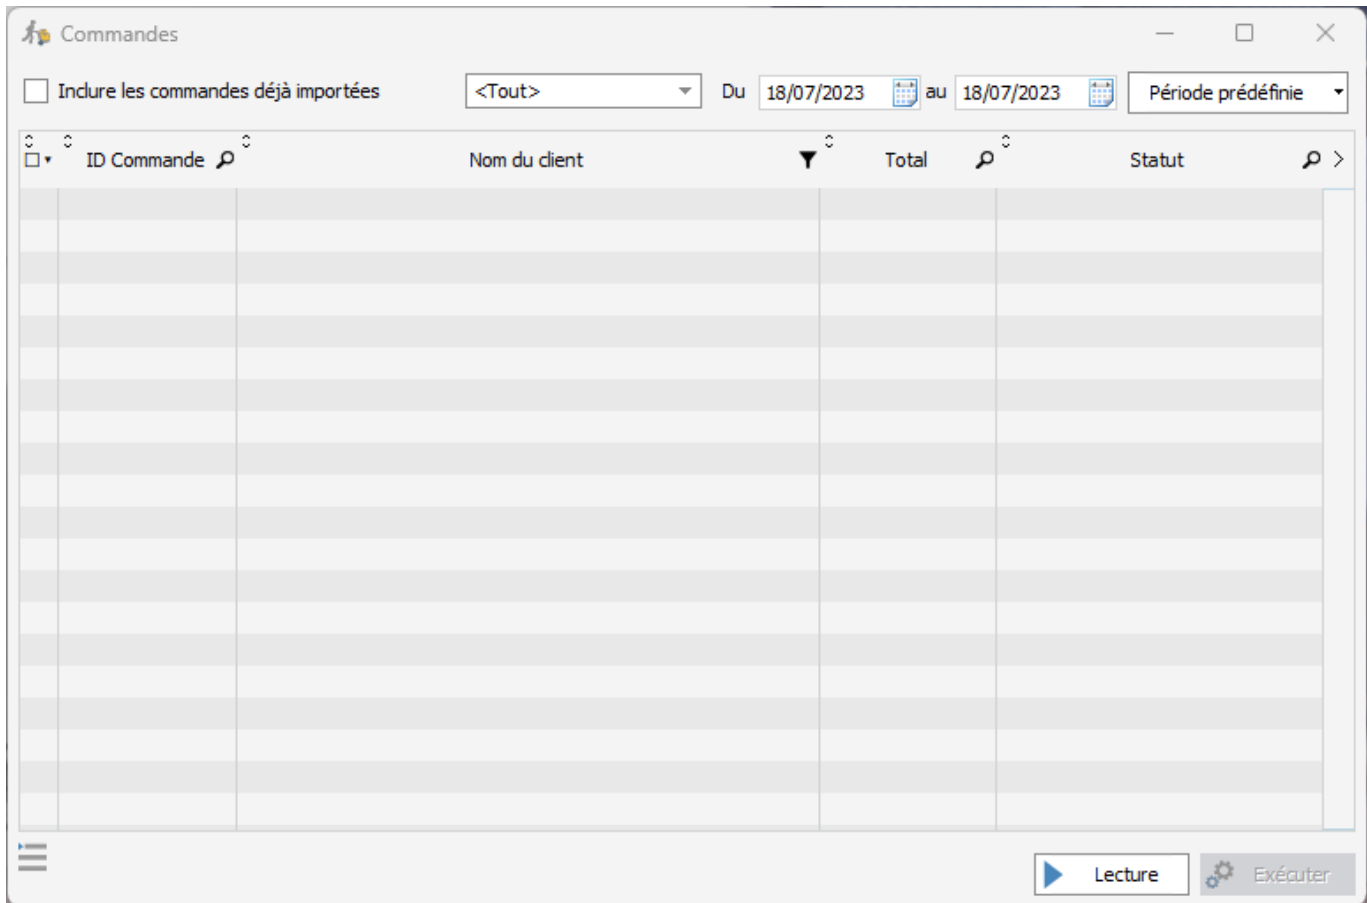 Commandes
Inclure les commandes déjà importées <Tout> Du 18/07/2023 au 18/07/2023 Période prédéfinie
ID Commande Nom du client Total Statut
Lecture Exécuter